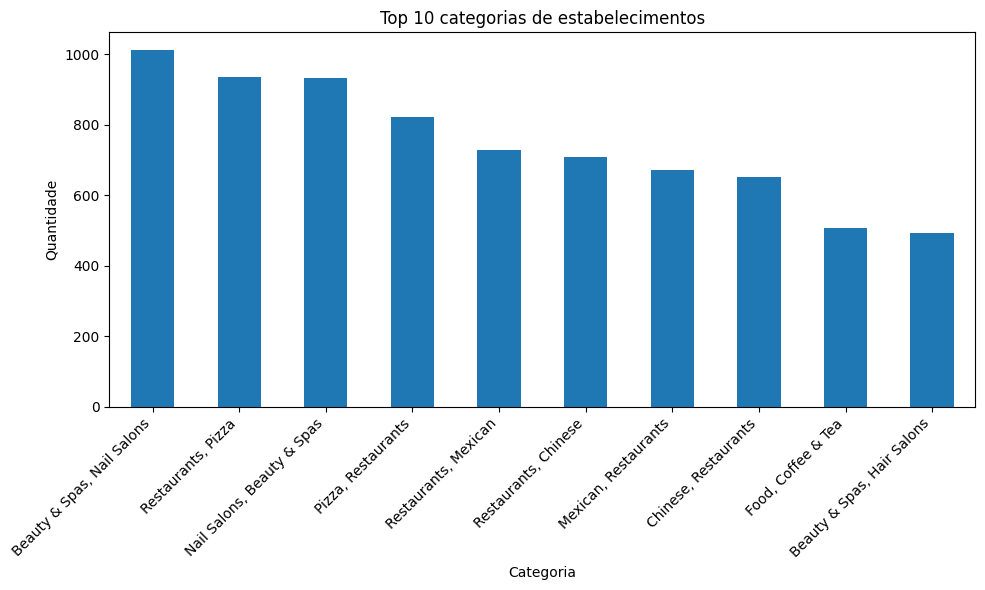 Top 10 categorias de estabelecimentos
Quantidade
1000
800
600
400
200
0
Beauty & Spas, Nail Salons
Restaurants, Pizza
Nail Salons, Beauty & Spas
Pizza, Restaurants
Restaurants, Mexican
Restaurants, Chinese
Mexican, Restaurants
Chinese, Restaurants
Food, Coffee & Tea
Beauty & Spas, Hair Salons
Categoria